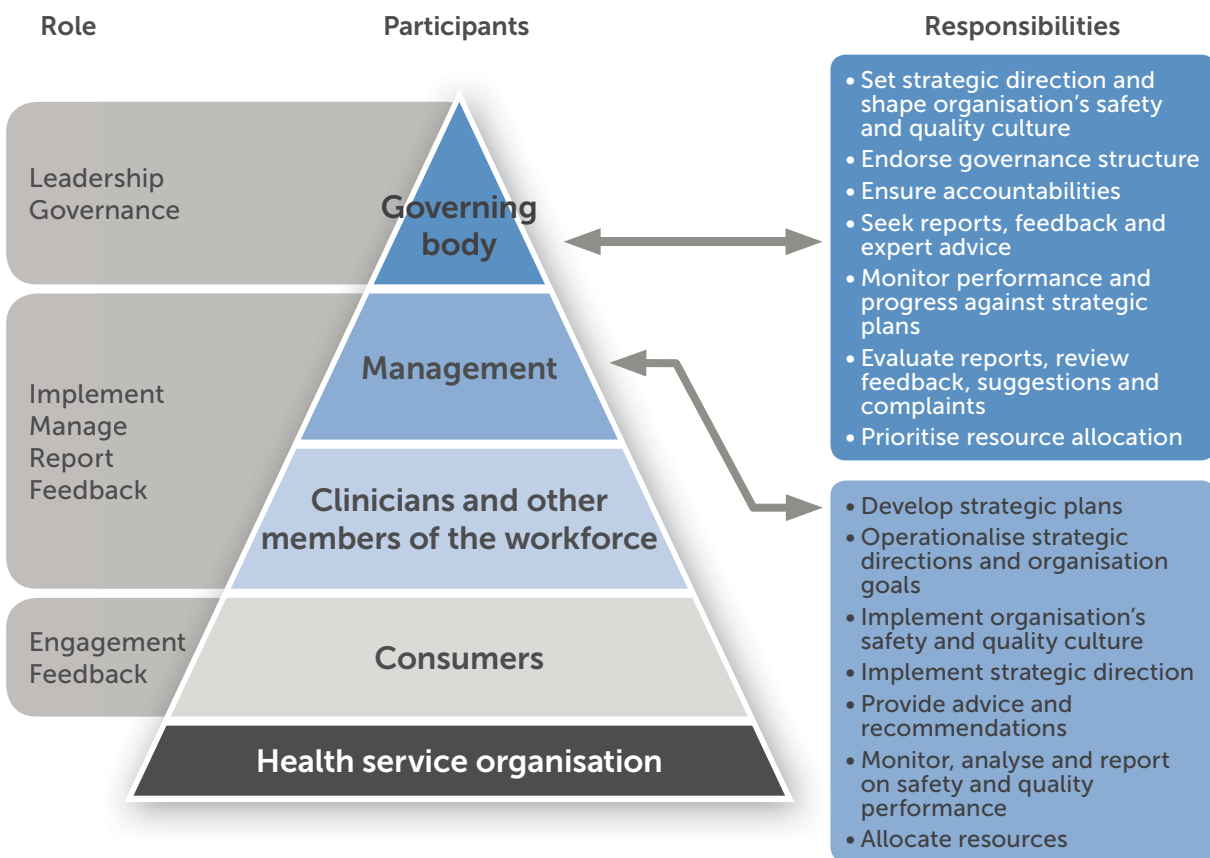 Role
Participants
Responsibilities
Leadership
Governance
Implement
Manage
Report
Feedback
Engagement
Feedback
Governing
body
Management
Clinicians and other
members of the workforce
Consumers
Health service organisation
• Set strategic direction and
shape organisation’s safety
and quality culture
• Endorse governance structure
• Ensure accountabilities
• Seek reports, feedback and
expert advice
• Monitor performance and
progress against strategic
plans
• Evaluate reports, review
feedback, suggestions and
complaints
• Prioritise resource allocation
• Develop strategic plans
• Operationalise strategic
directions and organisation
goals
• Implement organisation’s
safety and quality culture
• Implement strategic direction
• Provide advice and
recommendations
• Monitor, analyse and report
on safety and quality
performance
• Allocate resources